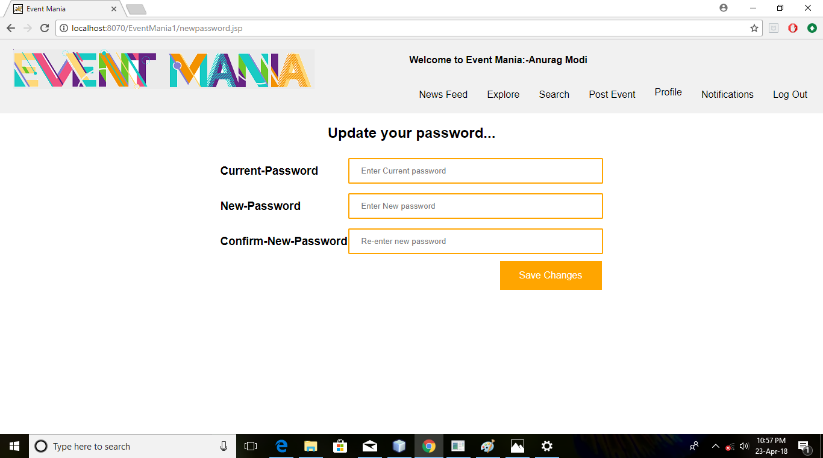 Event Mania
localhost:8070/EventMania1/newpassword.jsp
EVENT MANIA
Welcome to Event Mania:-Anurag Modi
News Feed Explore Search Post Event Profile Notifications Log Out
Update your password...
Current-Password Enter Current password
New-Password Enter New password
Confirm-New-Password Re-enter new password
Save Changes
Type here to search
10:57 PM
23-Apr-18
1